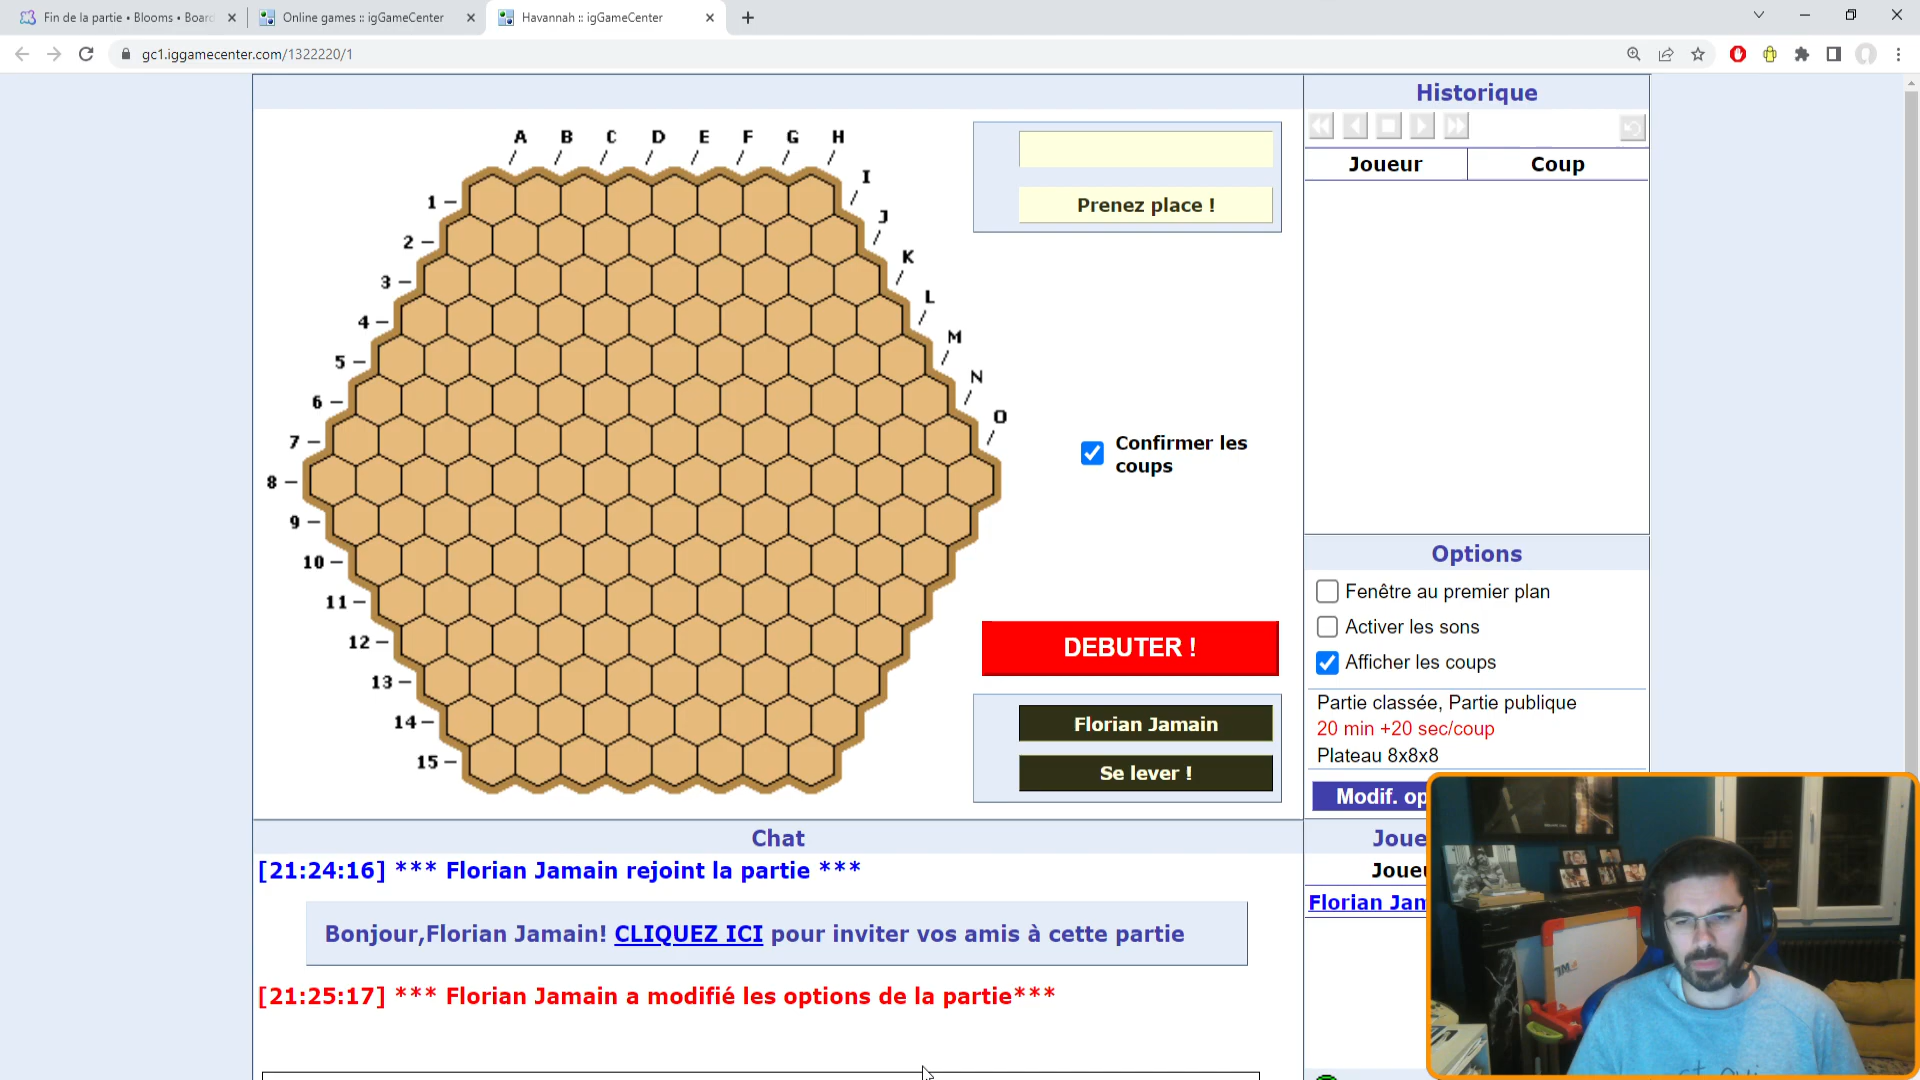 Fin de la partie • Blooms • Board
Online games :: igGameCenter
Havannah :: igGameCenter
gc1.iggamecenter.com/1322220/1
A B C D E F G H
I
J
K
L
M
N
O
1
2
3
4
5
6
7
8
9
10
11
12
13
14
15
Prenez place !
Confirmer les
coups
DEBUTER !
Florian Jamain
Se lever !
Historique
Joueur Coup
Options
Fenêtre au premier plan
Activer les sons
Afficher les coups
Partie classée, Partie publique
20 min +20 sec/coup
Plateau 8x8x8
Modif. op
Joue
Joueu
Florian Jam
Chat
[21:24:16] *** Florian Jamain rejoint la partie ***
Bonjour,Florian Jamain! CLIQUEZ ICI pour inviter vos amis à cette partie
[21:25:17] *** Florian Jamain a modifié les options de la partie***